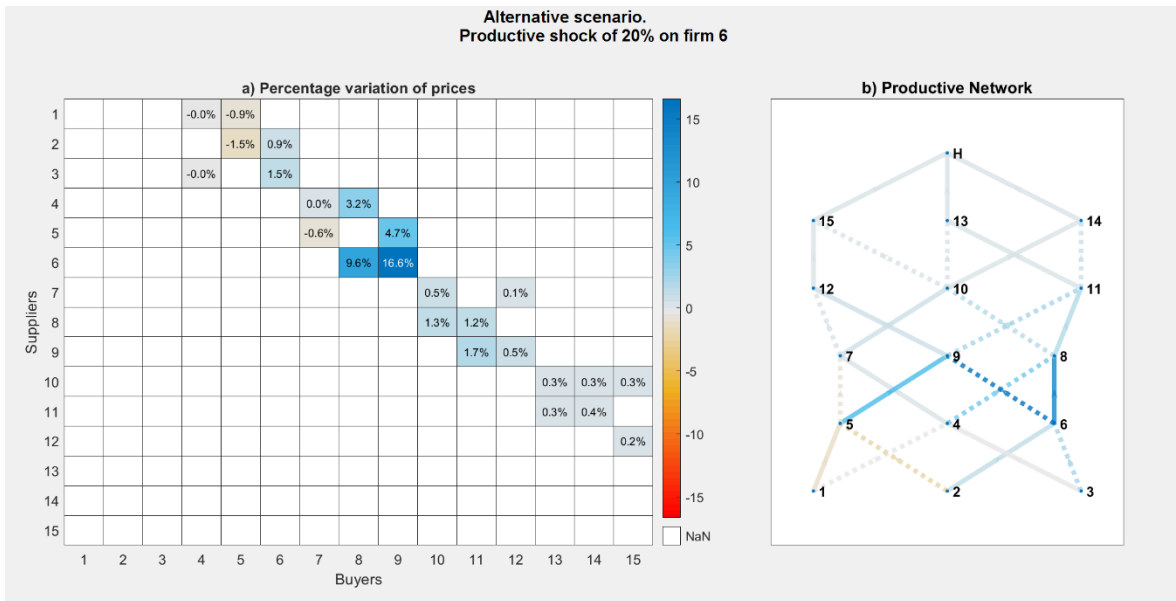 Alternative scenario.
Productive shock of 20% on firm 6
a) Percentage variation of prices
1 -0.0% -0.9%
2 -1.5% 0.9%
3 -0.0% 1.5%
4 0.0% 3.2%
5 -0.6% 4.7%
6 9.6% 16.6%
7 0.5% 0.1%
8 1.3% 1.2%
9 1.7% 0.5%
10 0.3% 0.3% 0.3%
11 0.3% 0.4%
12 0.2%
13
14
15
Suppliers
1 2 3 4 5 6 7 8 9 10 11 12 13 14 15
Buyers
15
10
5
0
-5
-10
-15
NaN
b) Productive Network
H
15 13 14
12 10 11
7 9 8
5 4 6
1 2 3